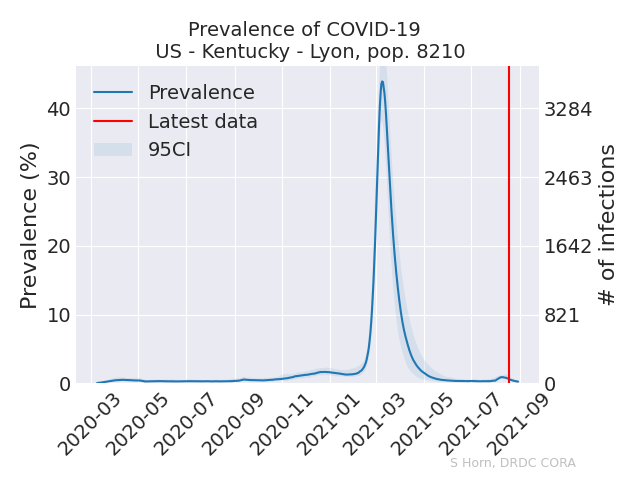 Prevalence of COVID-19
US - Kentucky - Lyon, pop. 8210
Prevalence
Latest data
95CI
Prevalence (%)
40
30
20
10
0
3284
2463
1642
821
0
# of infections
2020-03
2020-05
2020-07
2020-09
2020-11
2021-01
2021-03
2021-05
2021-07
2021-09
S Horn, DRDC CORA